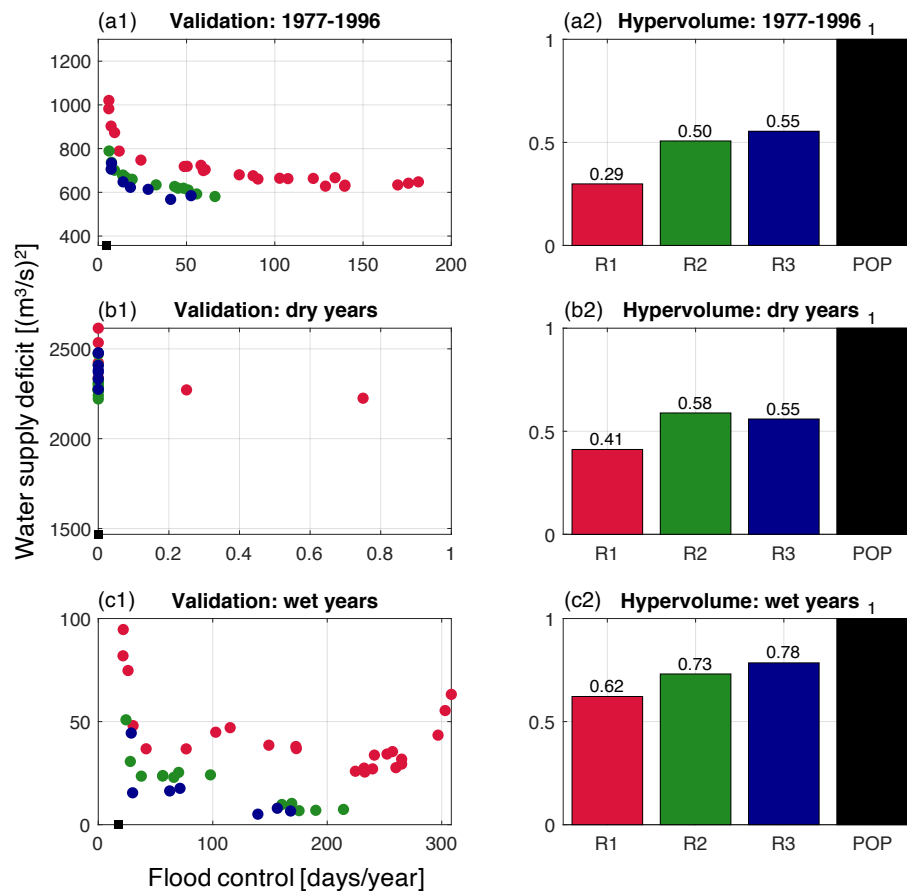 (a1) Validation: 1977-1996
1200
1000
800
600
400
0 50 100 150 200
(a2) Hypervolume: 1977-1996
1
1
0.5
0
0.29
0.50
0.55
R1 R2 R3 POP
(b1) Validation: dry years
2500
2000
1500
0 0.2 0.4 0.6 0.8 1
(b2) Hypervolume: dry years
1
1
0.5
0
0.41
0.58
0.55
R1 R2 R3 POP
(c1) Validation: wet years
100
50
0
0 100 200 300
(c2) Hypervolume: wet years
1
1
0.5
0
0.62
0.73
0.78
R1 R2 R3 POP
Water supply deficit [(m³/s)²]
Flood control [days/year]